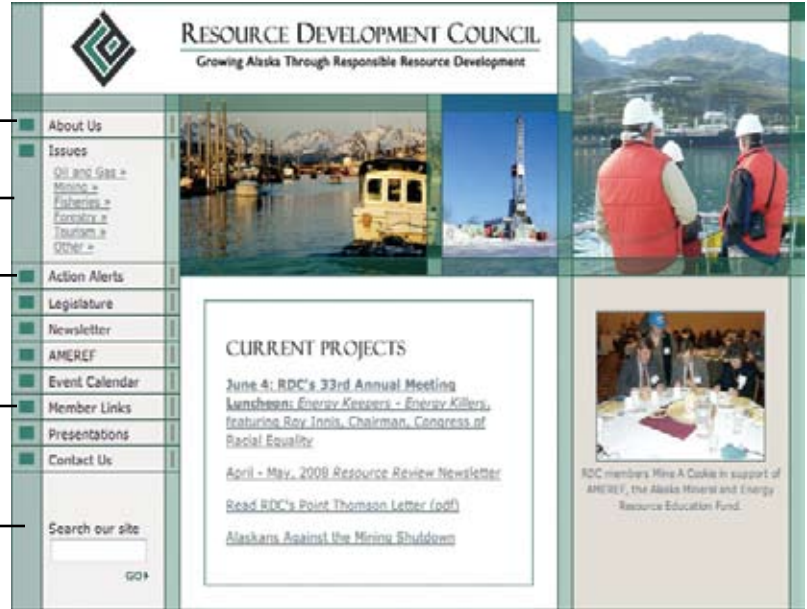 RESOURCE DEVELOPMENT COUNCIL
Growing Alaska Through Responsible Resource Development
About Us
Issues
Oil and Gas »
Mining »
Fisheries »
Forestry »
Tourism »
Other »
Action Alerts
Legislature
Newsletter
AMEREF
Event Calendar
Member Links
Presentations
Contact Us
Search our site
GO
CURRENT PROJECTS
June 4: RDC's 33rd Annual Meeting
Luncheon: Energy Keepers - Energy Killers,
featuring Roy Innis, Chairman, Congress of
Racial Equality
April - May, 2008 Resource Review Newsletter
Read RDC's Point Thomson Letter (pdf)
Alaskans Against the Mining Shutdown
RDC members Mine A Cookie in support of
AMEREF, the Alaska Mineral and Energy
Resource Education Fund.